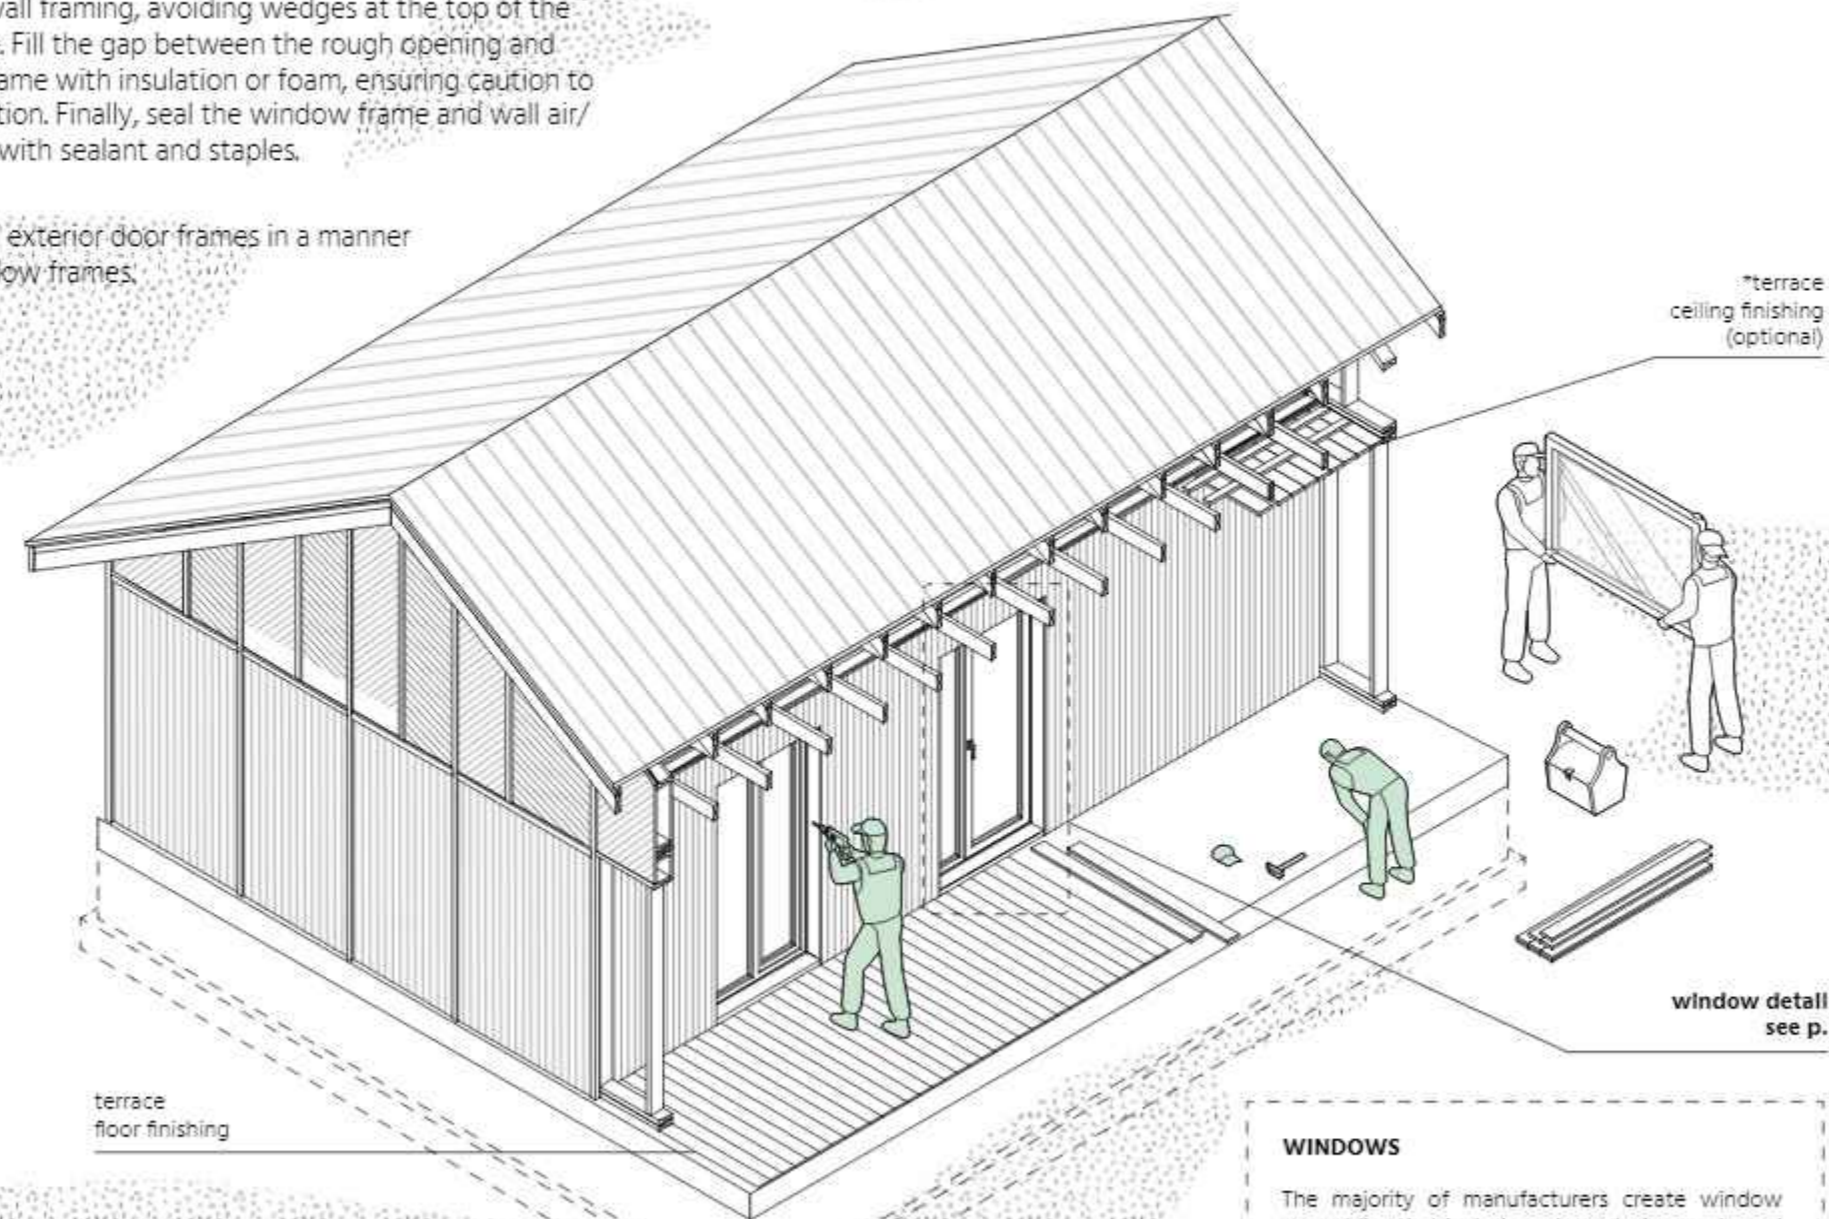 wall framing, avoiding wedges at the top of the
. Fill the gap between the rough opening and
ame with insulation or foam, ensuring caution to
tion. Finally, seal the window frame and wall air/
with sealant and staples.
exterior door frames in a manner
ow frames.
*terrace
ceiling finishing
(optional)
window detail
see p.
terrace
floor finishing
WINDOWS
The majority of manufacturers create window